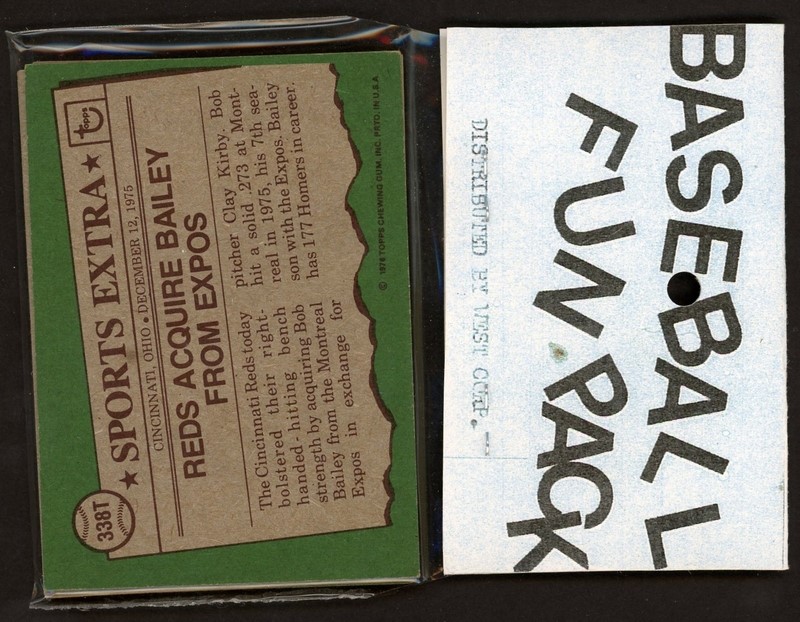 338T
★ SPORTS EXTRA ★
topps
CINCINNATI, OHIO • DECEMBER 12, 1975
REDS ACQUIRE BAILEY
FROM EXPOS
The Cincinnati Reds today
bolstered their right-
handed-hitting bench
strength by acquiring Bob
Bailey from the Montreal
Expos in exchange for
pitcher Clay Kirby. Bob
hit a solid .273 at Mont-
real in 1975, his 7th sea-
son with the Expos. Bailey
has 177 Homers in career.
© 1976 TOPPS CHEWING GUM, INC. PRTD. IN U.S.A
BASEBALL
FUN PACK
DISTRIBUTED BY WEST CORP.